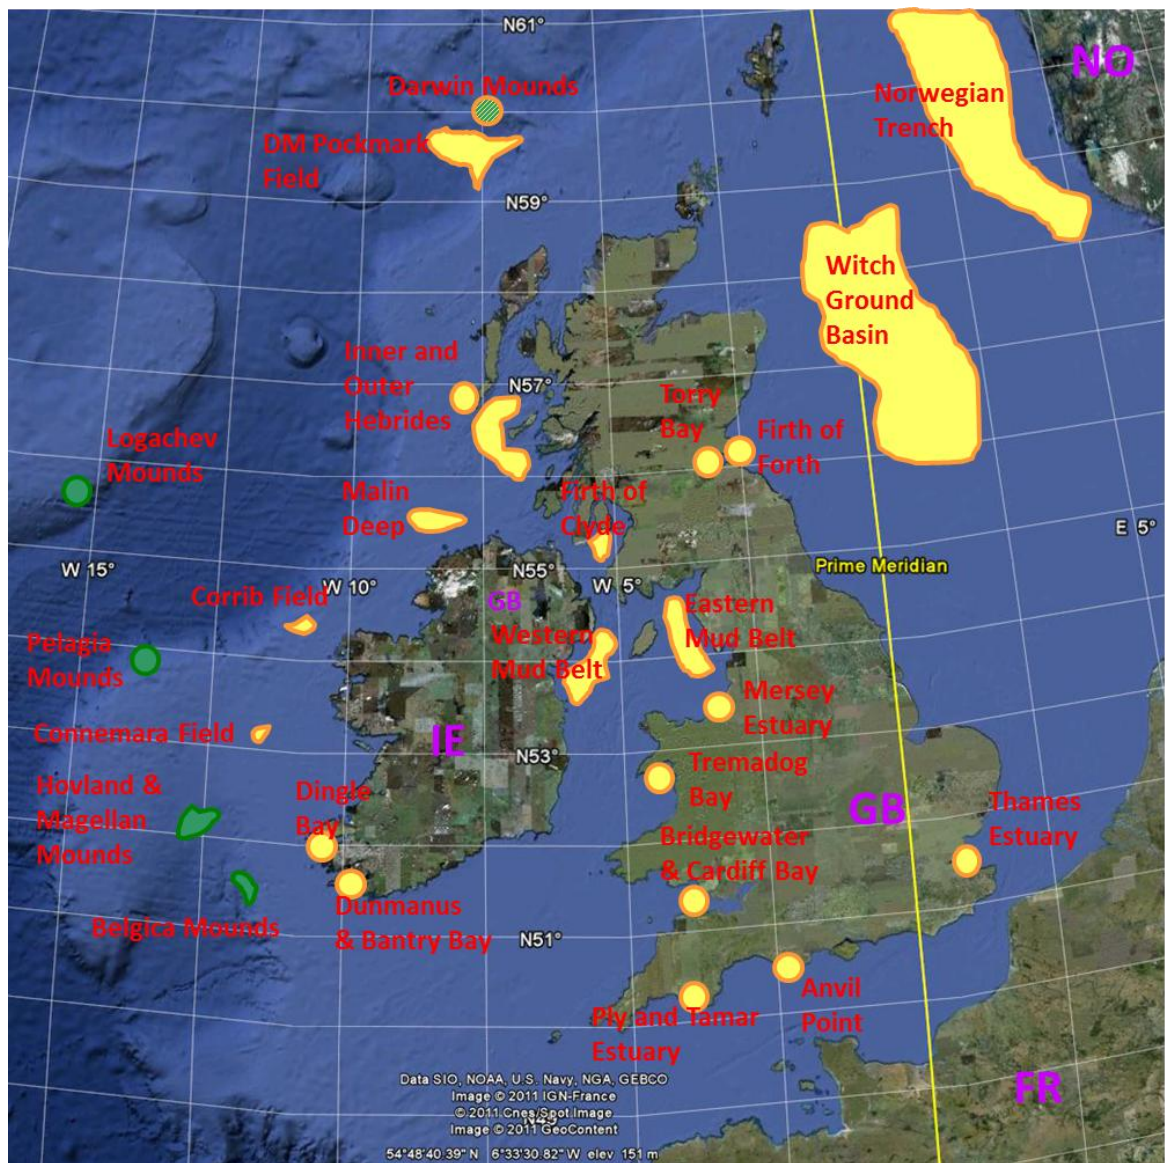 N61°
NO
Darwin Mounds
Norwegian
Trench
DM Pockmark
Field
N59°
Witch
Ground
Basin
Inner and
Outer
Hebrides
N57°
Torry
Bay
Firth of
Forth
Logachev
Mounds
Malin
Deep
Firth of
Clyde
E 5°
W 15°
W 10°
N55°
W 5°
Prime Meridian
Corrib Field
GB
Eastern
Mud Belt
Western
Mud Belt
Pelagia
Mounds
Mersey
Estuary
Connemara Field
IE
N53°
Tremadog
Bay
Hovland &
Magellan
Mounds
Dingle
Bay
GB
Thames
Estuary
Bridgewater
& Cardiff Bay
Belgica Mounds
Dunmanus
& Bantry Bay
N51°
Anvil
Point
Ply and Tamar
Estuary
FR
Data SIO, NOAA, U.S. Navy, NGA, GEBCO
Image © 2011 IGN-France
© 2011 Cnes/Spot Image
N49°
Image © 2011 GeoContent
54°48'40.39" N 6°33'30.82" W elev 151 m